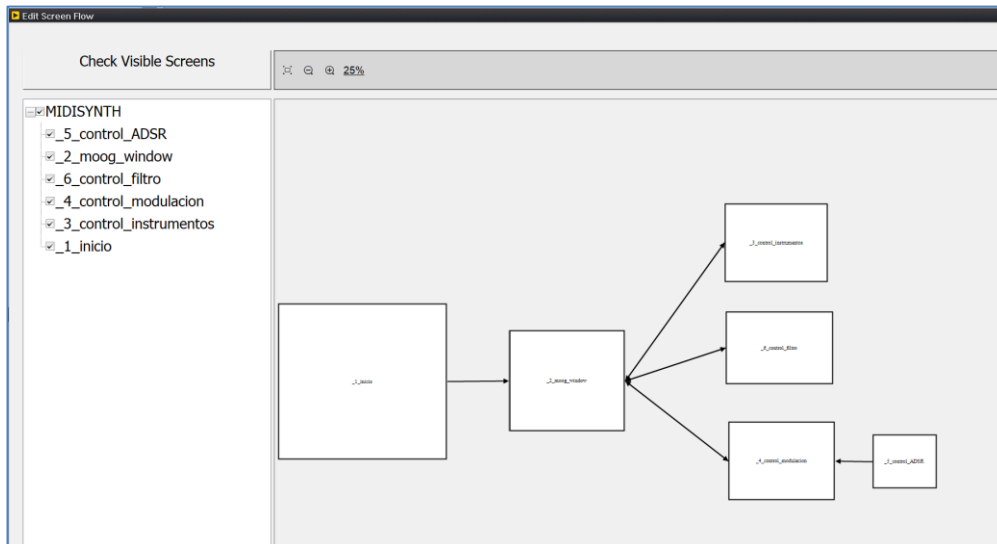 Edit Screen Flow
Check Visible Screens
25%
MIDISYNTH
_5_control_ADSR
_2_moog_window
_6_control_filtro
_4_control_modulacion
_3_control_instrumentos
_1_inicio
_3_control_instrumentos
_6_control_filtro
_1_inicio
_2_moog_window
_4_control_modulacion
_5_control_ADSR